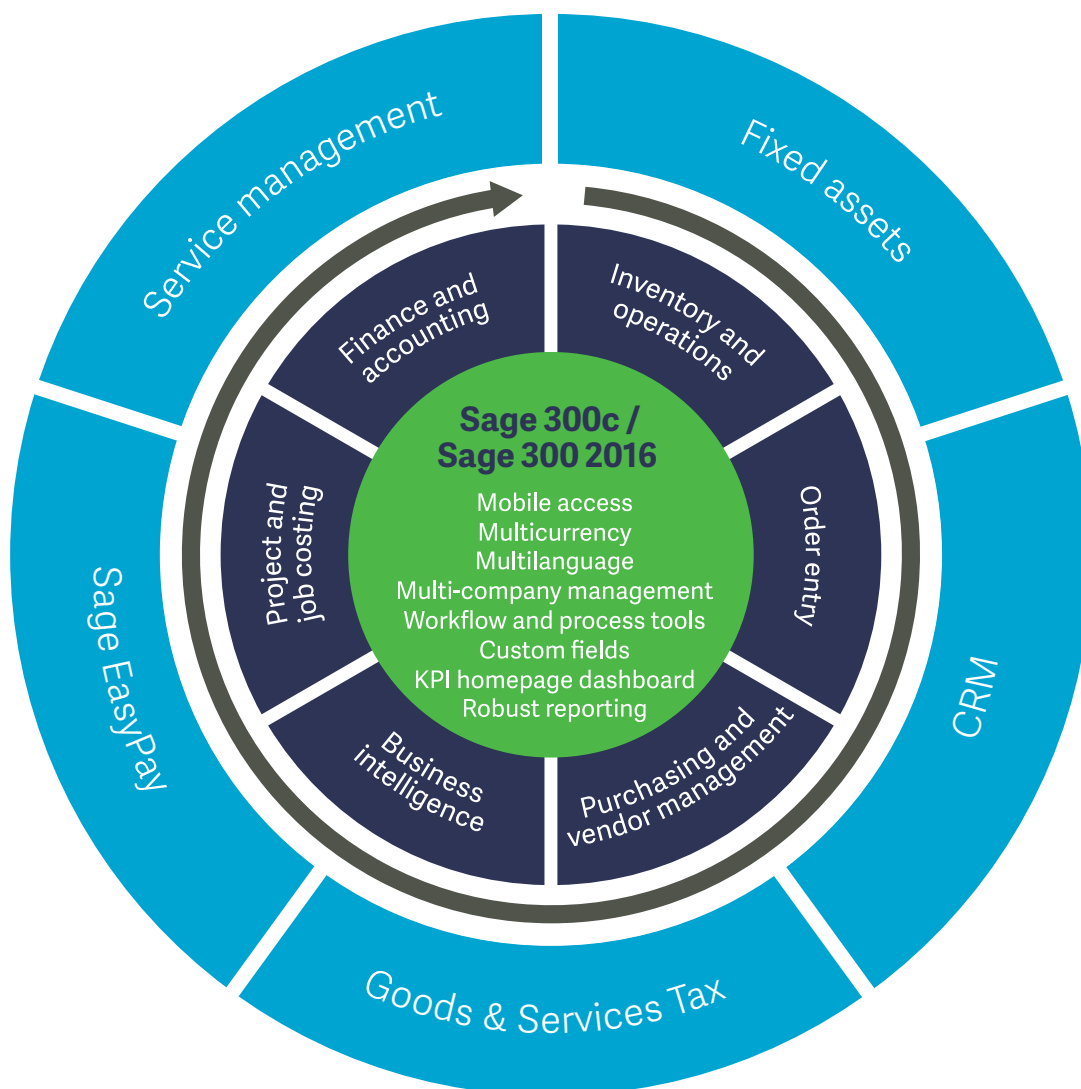 Service management
Fixed assets
Finance and
accounting
Inventory and
operations
Sage 300c /
Sage 300 2016
Mobile access
Multicurrency
Multilanguage
Multi-company management
Workflow and process tools
Custom fields
KPI homepage dashboard
Robust reporting
Project and
job costing
Order entry
Sage EasyPay
CRM
Business
intelligence
Purchasing and
vendor management
Goods & Services Tax